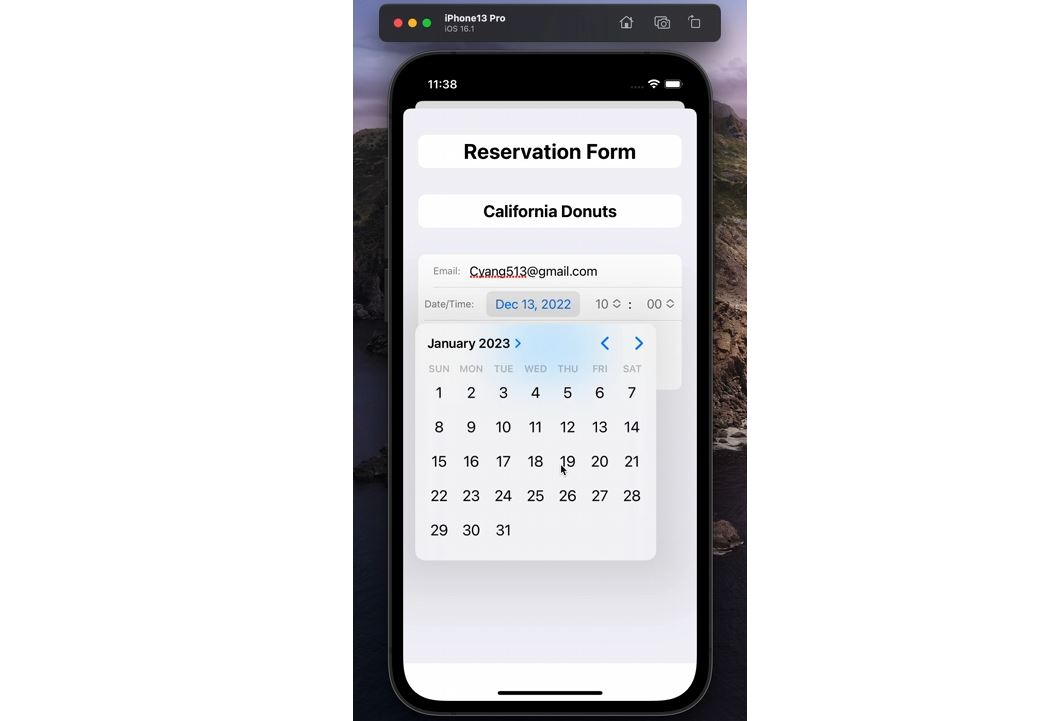 iPhone13 Pro
iOS 16.1
11:38
Reservation Form
California Donuts
Email: Cyang513@gmail.com
Date/Time: Dec 13, 2022 10 : 00
January 2023
SUN MON TUE WED THU FRI SAT
1 2 3 4 5 6 7
8 9 10 11 12 13 14
15 16 17 18 19 20 21
22 23 24 25 26 27 28
29 30 31